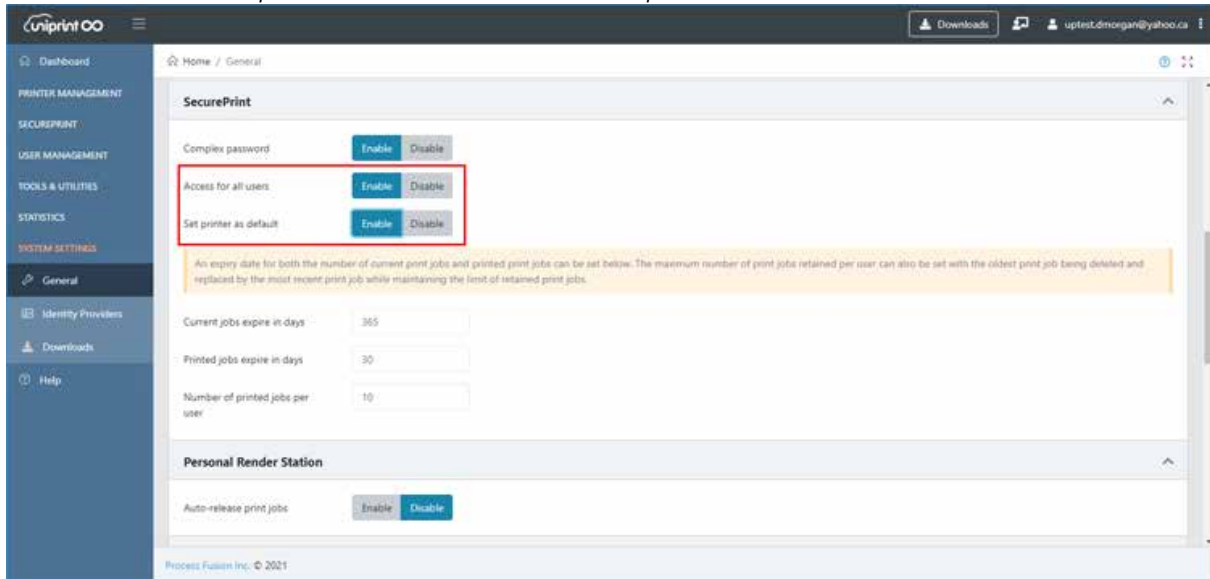 uniprint
Downloads
uptest.dmorgan@yahoo.ca
Dashboard
Home / General
PRINTER MANAGEMENT
SecurePrint
SECUREPRINT
Complex password
Enable
Disable
USER MANAGEMENT
TOOLS & UTILITIES
Access for all users
Enable
Disable
STATISTICS
Set printer as default
Enable
Disable
SYSTEM SETTINGS
An expiry date for both the number of current print jobs and printed print jobs can be set below. The maximum number of print jobs retained per user can also be set with the oldest print job being deleted and
replaced by the most recent print job while maintaining the limit of retained print jobs.
General
Identity Providers
Current jobs expire in days
365
Downloads
Printed jobs expire in days
30
Help
Number of printed jobs per
user
10
Personal Render Station
Auto-release print jobs
Enable
Disable
Process Fusion Inc. © 2021